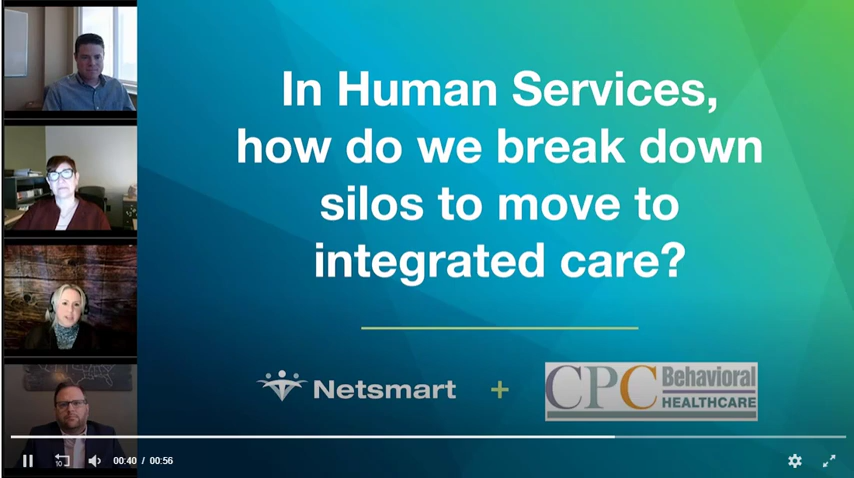 In Human Services,
how do we break down
silos to move to
integrated care?
Netsmart + CPC Behavioral
HEALTHCARE
10
00:40 / 00:56